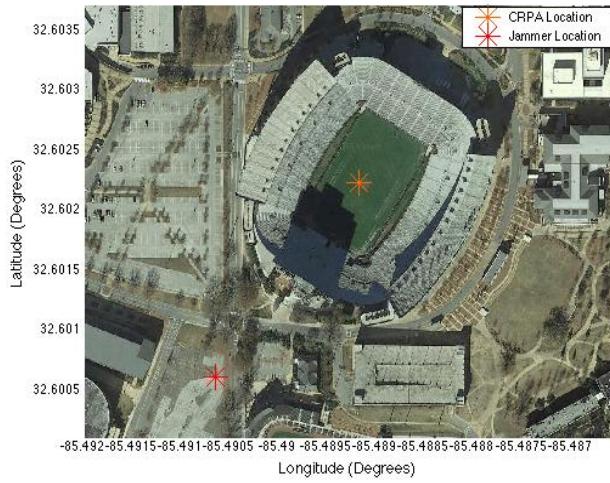 CRPA Location
Jammer Location
32.6035
32.603
32.6025
32.602
32.6015
32.601
32.6005
Latitude (Degrees)
-85.492 -85.4915 -85.491 -85.4905 -85.49 -85.4895 -85.489 -85.4885 -85.488 -85.4875 -85.487
Longitude (Degrees)